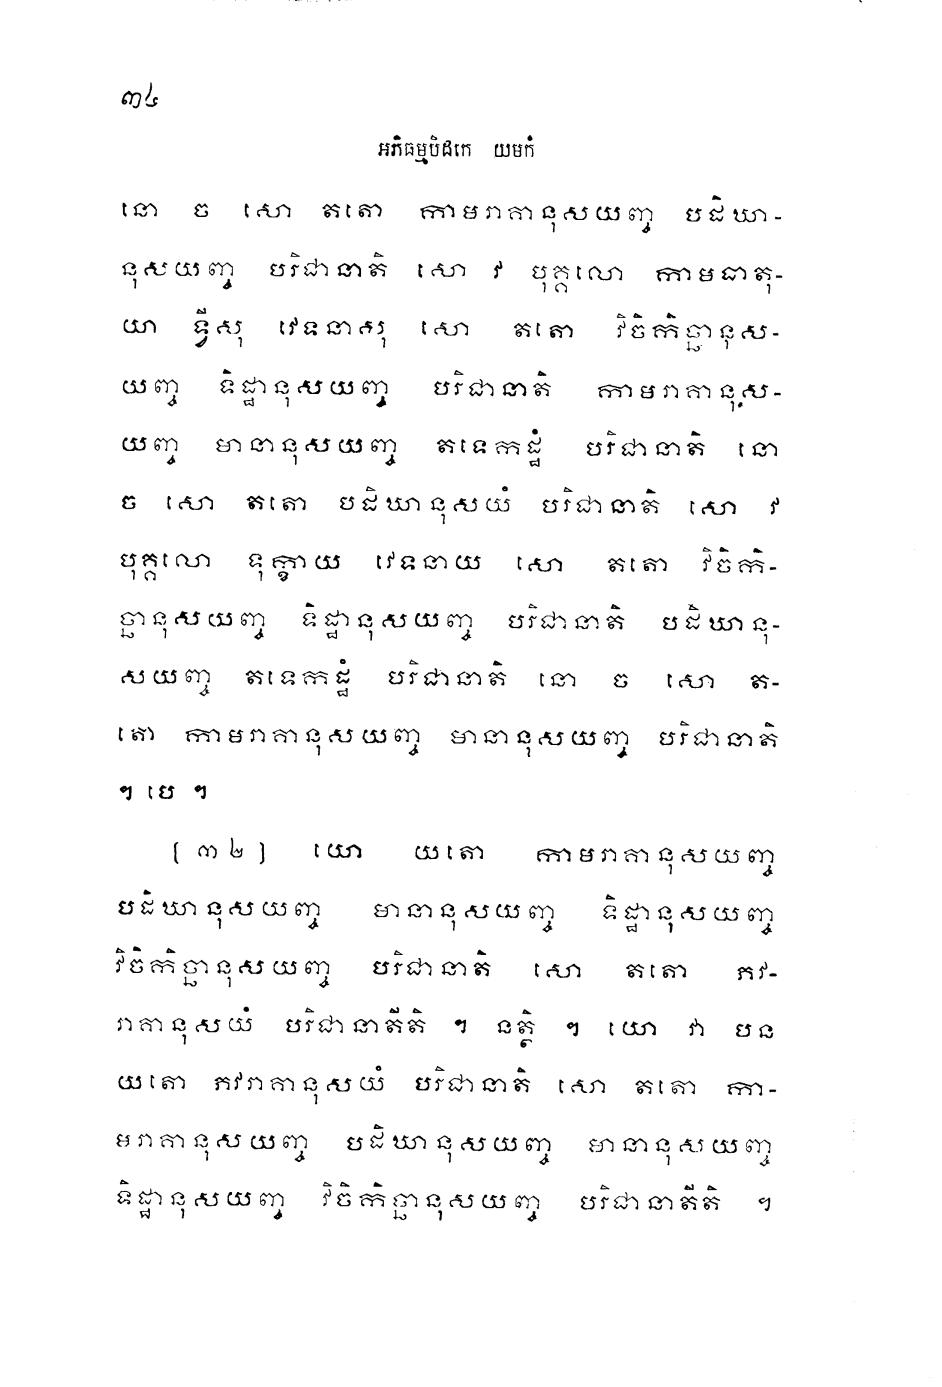 ៣៤
អភិធម្មបិដកេ យមកំ
នោ ច សោ តតោ កាមរាគានុសយញ្ច បដិឃា-
នុសយញ្ច បរិជានាតិ សោ វ បុគ្គលោ កាមធាតុ-
យា ទ្វីសុ វេទនាសុ សោ តតោ វិចិកិច្ឆានុស-
យញ្ច ទិដ្ឋានុសយញ្ច បរិជានាតិ កាមរាគានុស-
យញ្ច មានានុសយញ្ច តទេកដ្ឋំ បរិជានាតិ នោ
ច សោ តតោ បដិឃានុសយំ បរិជានាតិ សោ វ
បុគ្គលោ ទុក្ខាយ វេទនាយ សោ តតោ វិចិកិ-
ច្ឆានុសយញ្ច ទិដ្ឋានុសយញ្ច បរិជានាតិ បដិឃានុ-
សយញ្ច តទេកដ្ឋំ បរិជានាតិ នោ ច សោ ត-
តោ កាមរាគានុសយញ្ច មានានុសយញ្ច បរិជានាតិ
។ បេ ។
[៣២] យោ យតោ កាមរាគានុសយញ្ច
បដិឃានុសយញ្ច មានានុសយញ្ច ទិដ្ឋានុសយញ្ច
វិចិកិច្ឆានុសយញ្ច បរិជានាតិ សោ តតោ ភវ-
រាគានុសយំ បរិជានាតីតិ ។ នត្ថិ ។ យោ វា បន
យតោ ភវរាគានុសយំ បរិជានាតិ សោ តតោ កា-
មរាគានុសយញ្ច បដិឃានុសយញ្ច មានានុសយញ្ច
ទិដ្ឋានុសយញ្ច វិចិកិច្ឆានុសយញ្ច បរិជានាតីតិ ។